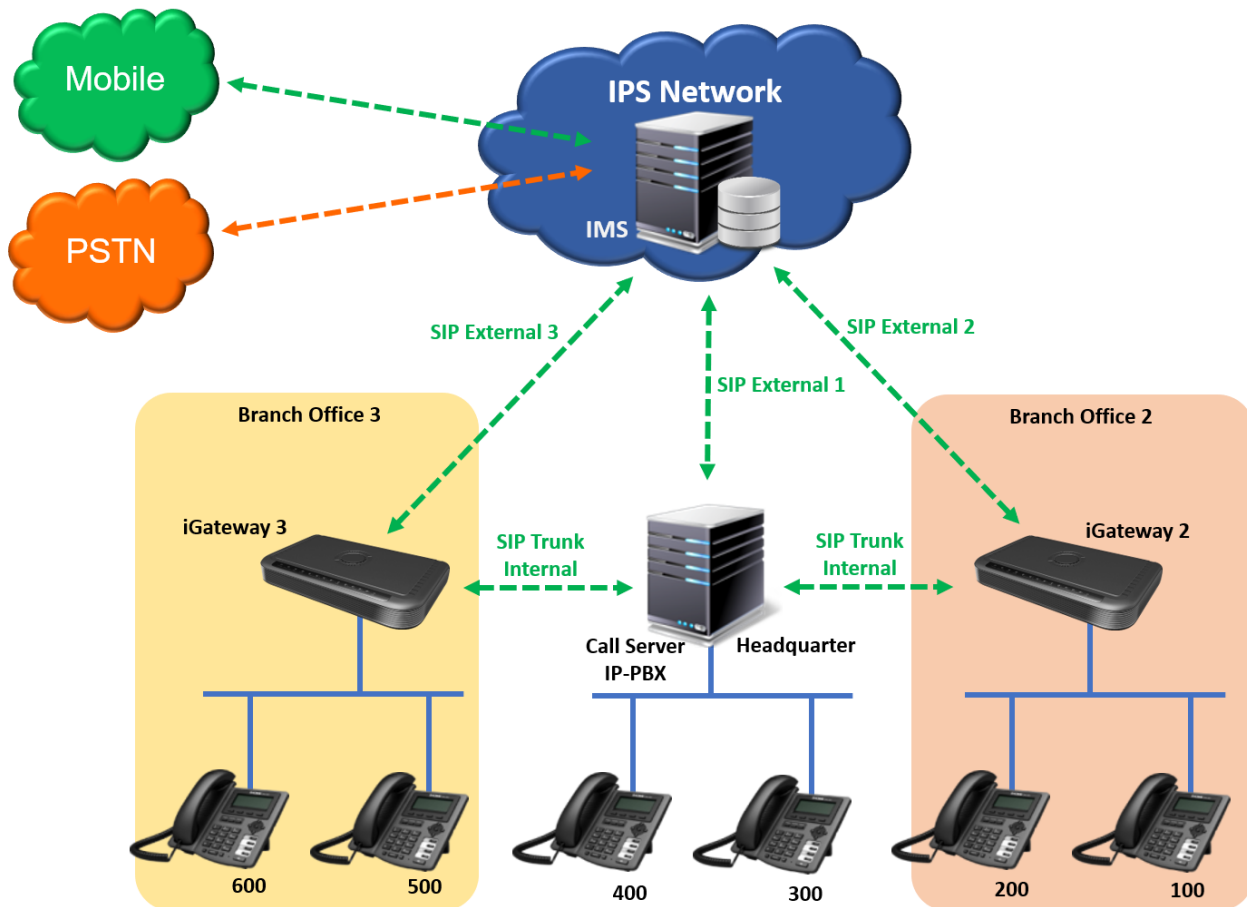 Mobile
IPS Network
IMS
PSTN
SIP External 3
SIP External 2
SIP External 1
Branch Office 3
Branch Office 2
iGateway 3
SIP Trunk
Internal
SIP Trunk
Internal
iGateway 2
Call Server
IP-PBX
Headquarter
600
500
400
300
200
100